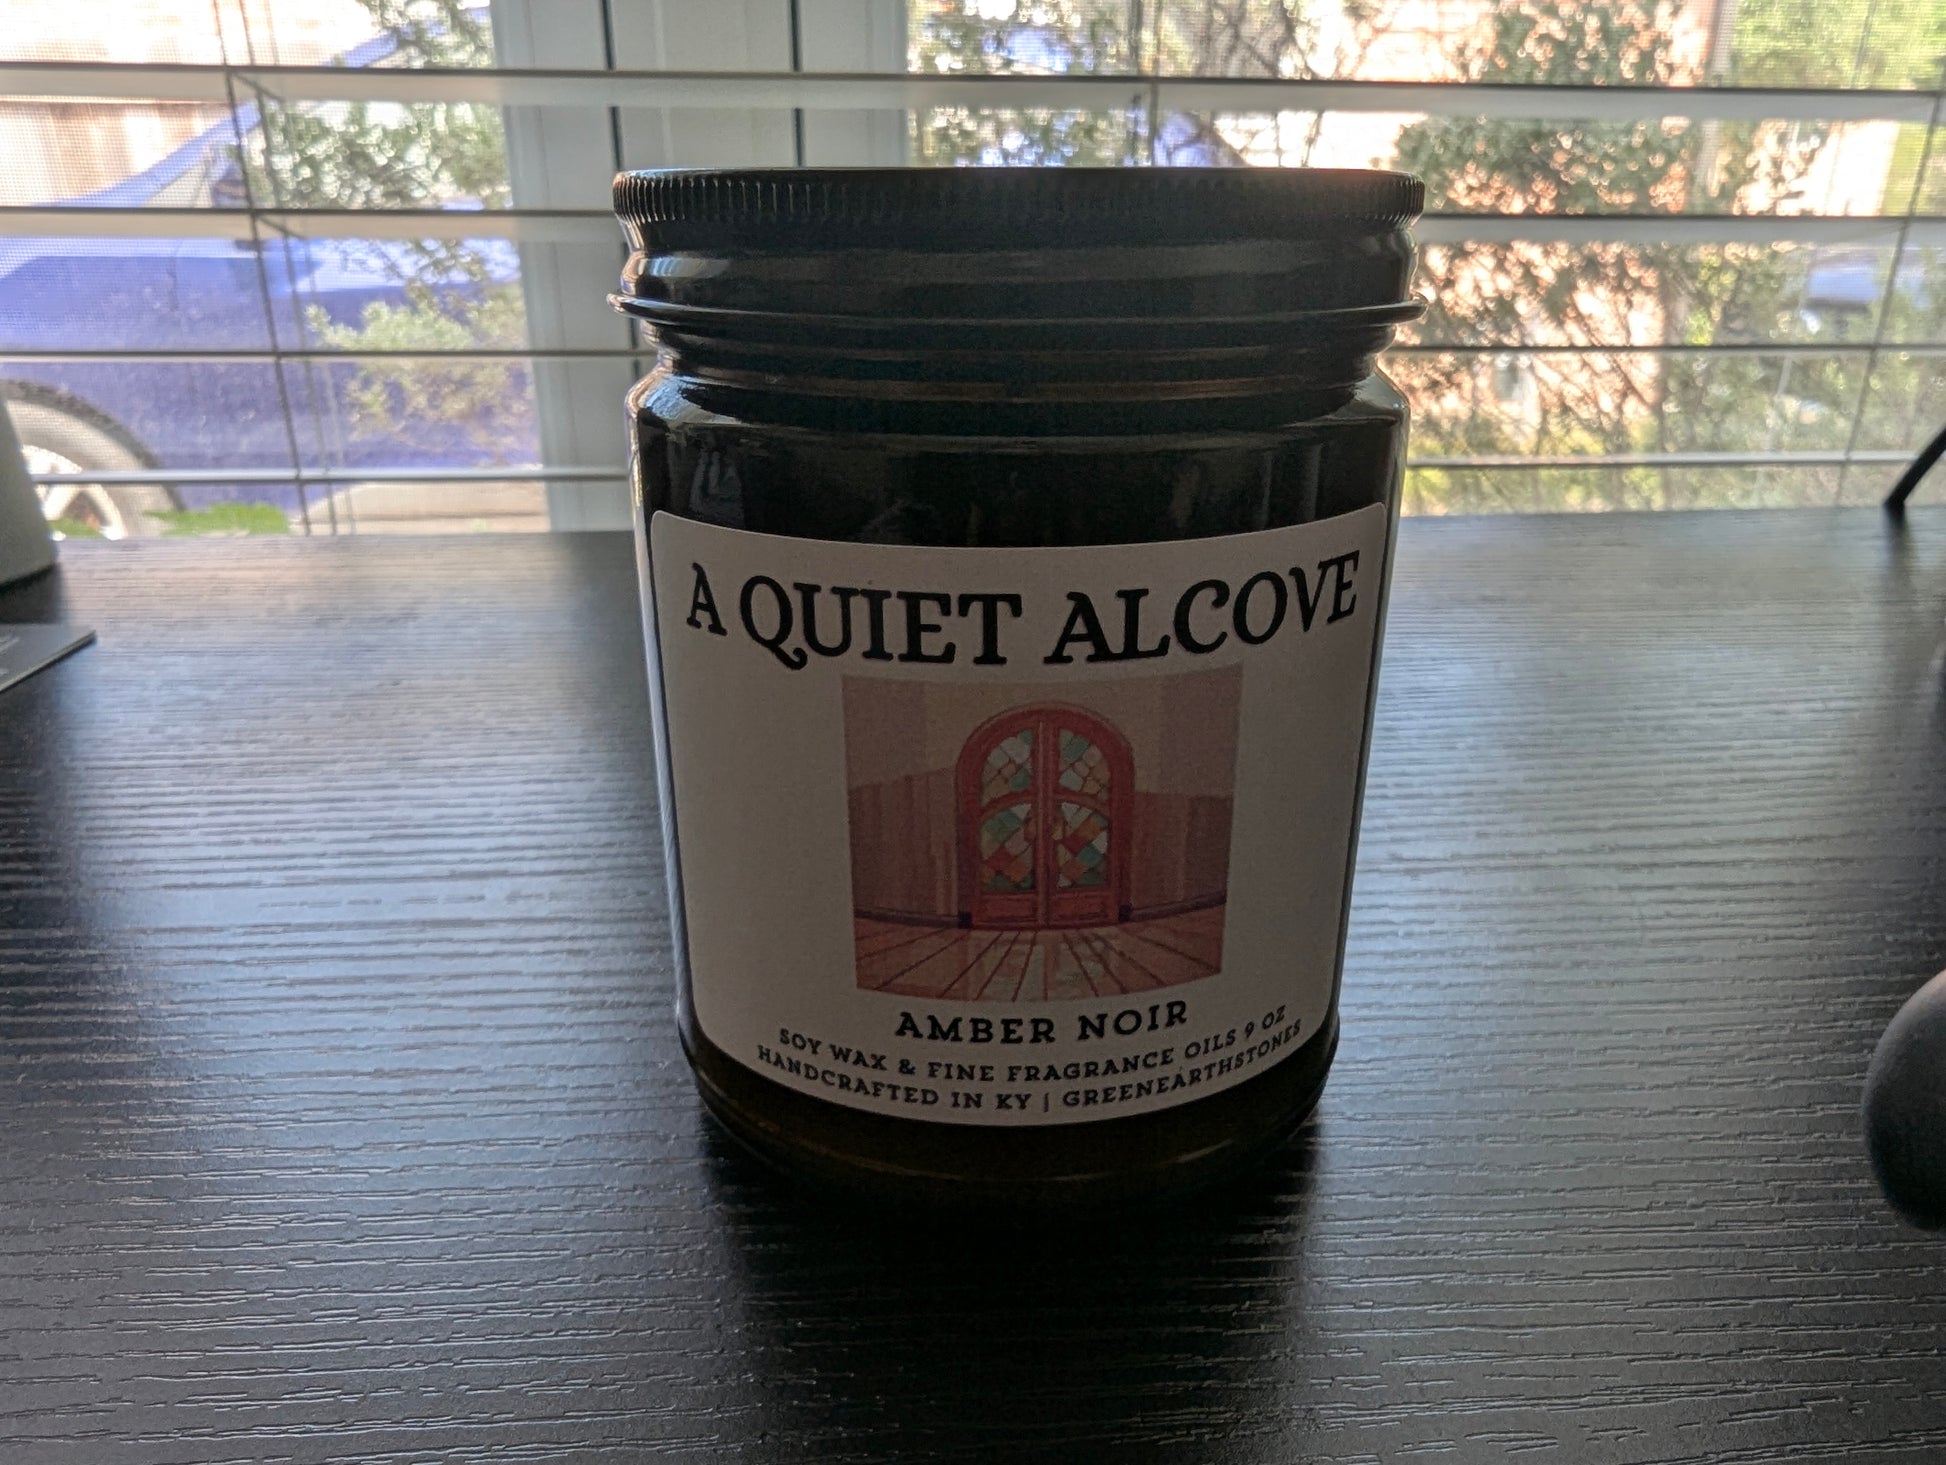 A QUIET ALCOVE
AMBER NOIR
SOY WAX & FINE FRAGRANCE OILS 9 OZ
HANDCRAFTED IN KY | GREENEARTHSTONES